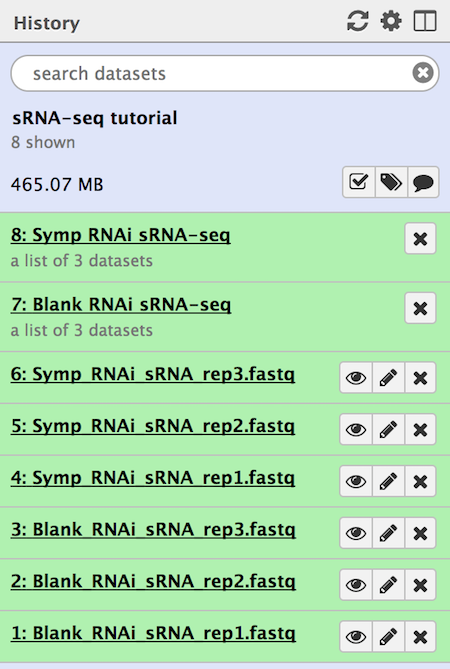 History
search datasets
sRNA-seq tutorial
8 shown
465.07 MB
8: Symp RNAi sRNA-seq
a list of 3 datasets
7: Blank RNAi sRNA-seq
a list of 3 datasets
6: Symp_RNAi_sRNA_rep3.fastq
5: Symp_RNAi_sRNA_rep2.fastq
4: Symp_RNAi_sRNA_rep1.fastq
3: Blank_RNAi_sRNA_rep3.fastq
2: Blank_RNAi_sRNA_rep2.fastq
1: Blank_RNAi_sRNA_rep1.fastq